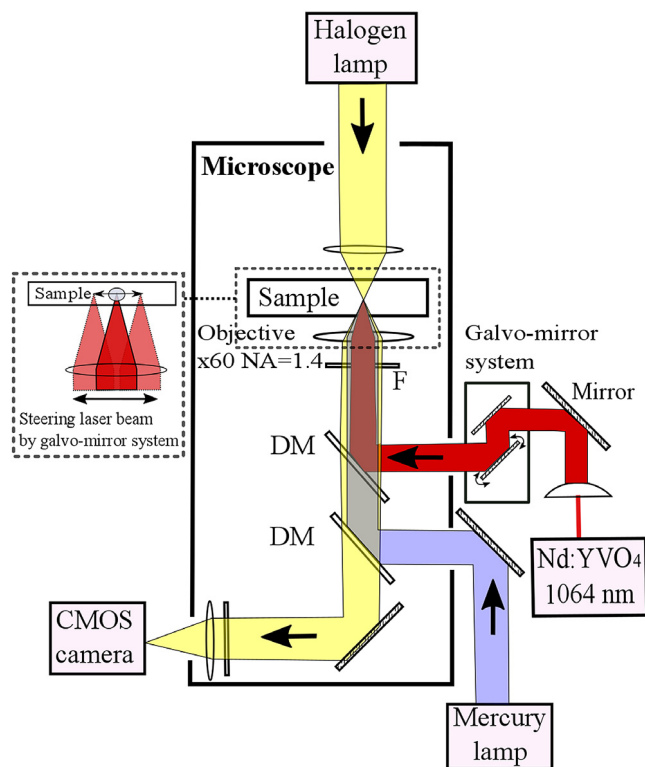 Halogen
lamp
Microscope
Sample
Sample
Objective
x60 NA=1.4
F
Galvo-mirror
system
Mirror
Steering laser beam
by galvo-mirror system
DM
DM
Nd:YVO₄
1064 nm
CMOS
camera
Mercury
lamp